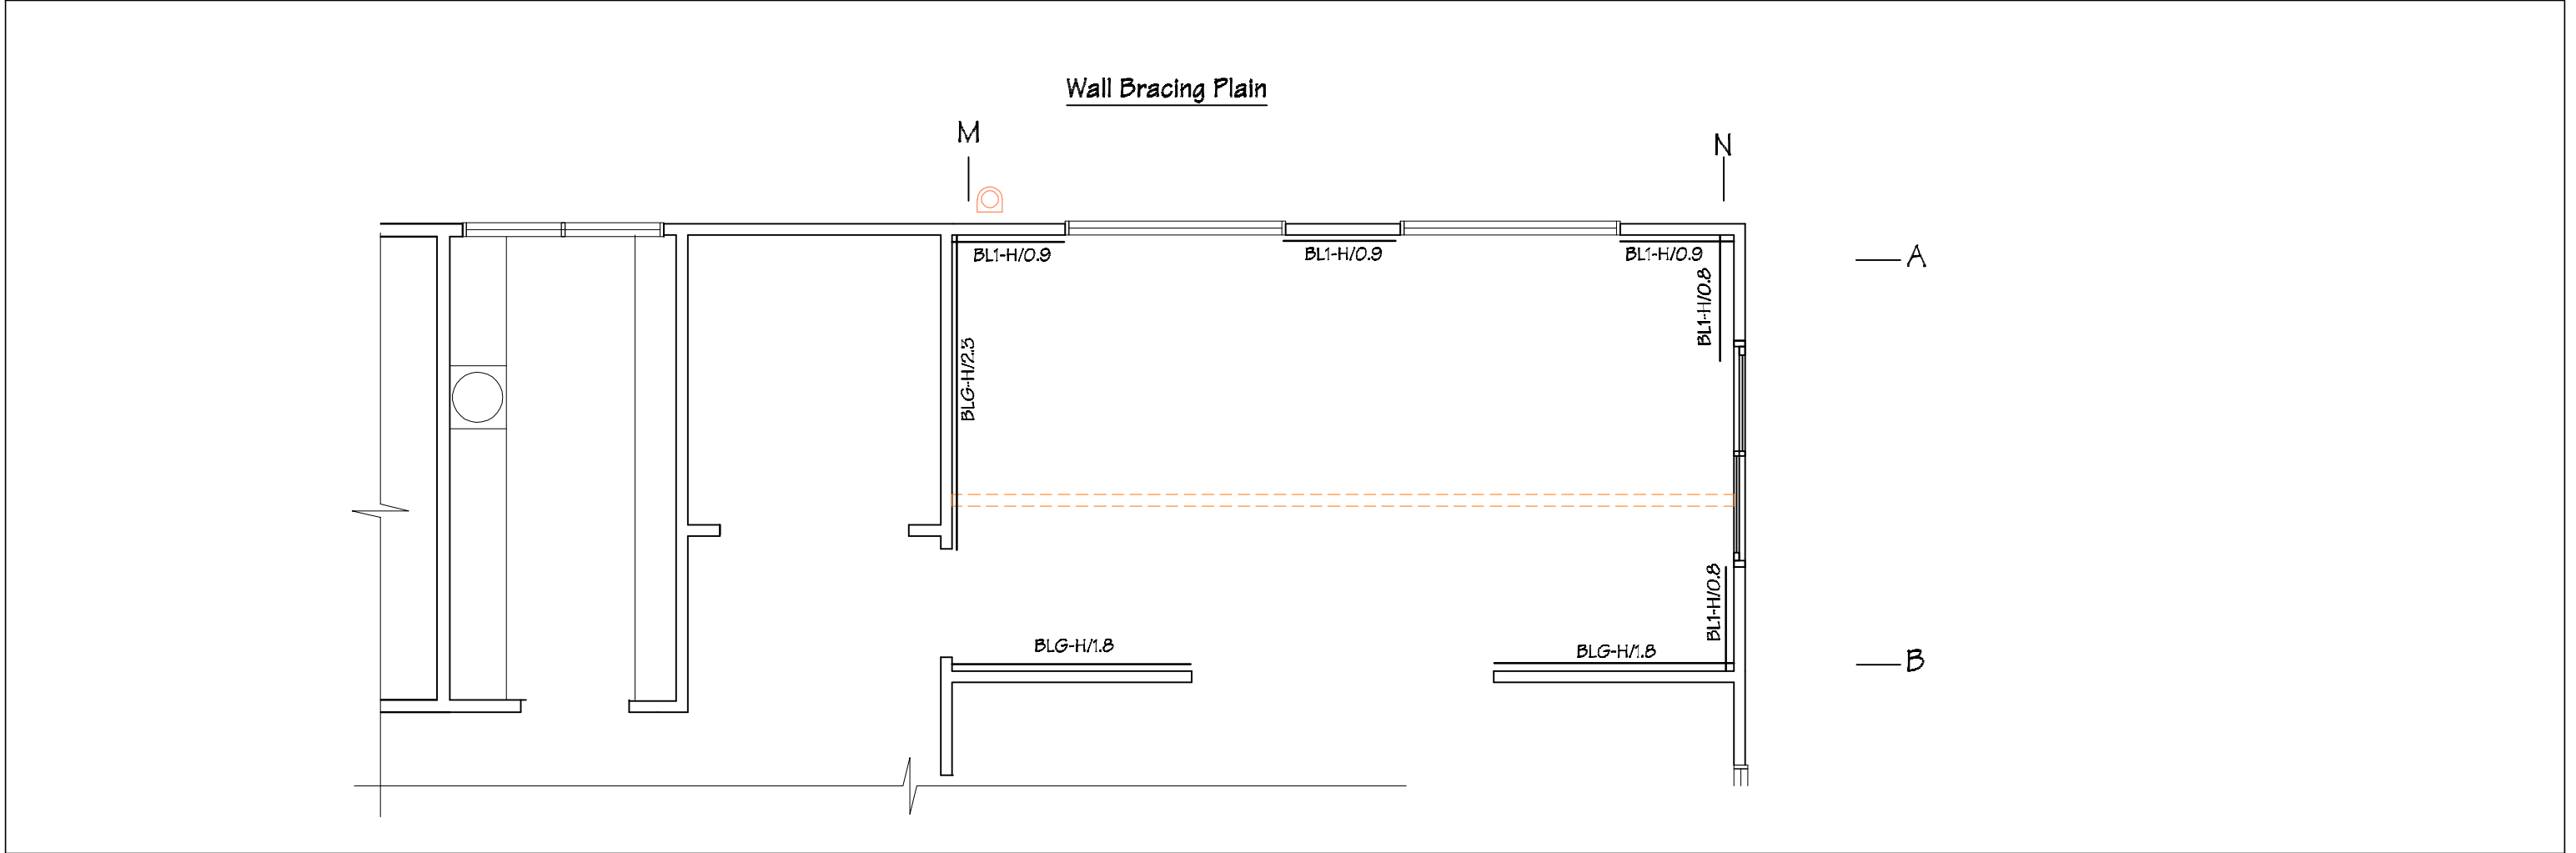 Wall Bracing Plain
M
N
BL1-H/0.9
BL1-H/0.9
BL1-H/0.9
A
BL1-H/0.8
BLG-H/2.3
BL1-H/0.8
BLG-H/1.8
BLG-H/1.8
B